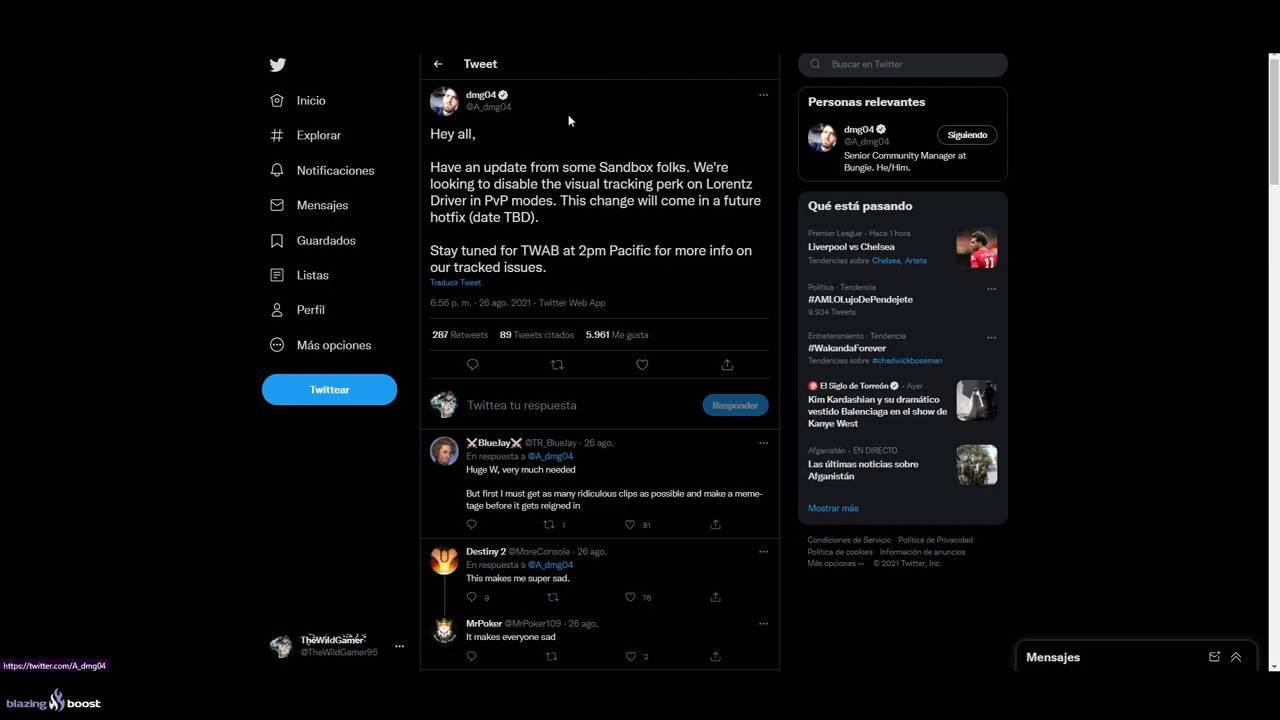 Tweet
Buscar en Twitter
Inicio
Explorar
Notificaciones
Mensajes
Guardados
Listas
Perfil
Más opciones
Twittear
TheWildGamer
@TheWildGamer95
https://twitter.com/A_dmg04
blazing boost
dmg04
@A_dmg04
Hey all,
Have an update from some Sandbox folks. We're
looking to disable the visual tracking perk on Lorentz
Driver in PvP modes. This change will come in a future
hotfix (date TBD).
Stay tuned for TWAB at 2pm Pacific for more info on
our tracked issues.
Traducir Tweet
6:56 p. m. · 26 ago. 2021 · Twitter Web App
287 Retweets 89 Tweets citados 5.961 Me gusta
Twittea tu respuesta
Responder
⚔BlueJay⚔ @TR_BlueJay · 26 ago.
En respuesta a @A_dmg04
Huge W, very much needed
But first I must get as many ridiculous clips as possible and make a meme-
tage before it gets reigned in
1 81
Destiny 2 @MoreConsole · 26 ago.
En respuesta a @A_dmg04
This makes me super sad.
9 76
MrPoker @MrPoker109 · 26 ago.
It makes everyone sad
2
Personas relevantes
dmg04
@A_dmg04
Siguiendo
Senior Community Manager at
Bungie. He/Him.
Qué está pasando
Premier League · Hace 1 hora
Liverpool vs Chelsea
Tendencias sobre Chelsea, Arteta
Política · Tendencia
#AMLOLujoDePendejete
9.934 Tweets
Entretenimiento · Tendencia
#WakandaForever
Tendencias sobre #chadwickboseman
El Siglo de Torreón · Ayer
Kim Kardashian y su dramático
vestido Balenciaga en el show de
Kanye West
Afganistán · EN DIRECTO
Las últimas noticias sobre
Afganistán
Mostrar más
Condiciones de Servicio Política de Privacidad
Política de cookies Información de anuncios
Más opciones ··· © 2021 Twitter, Inc.
Mensajes